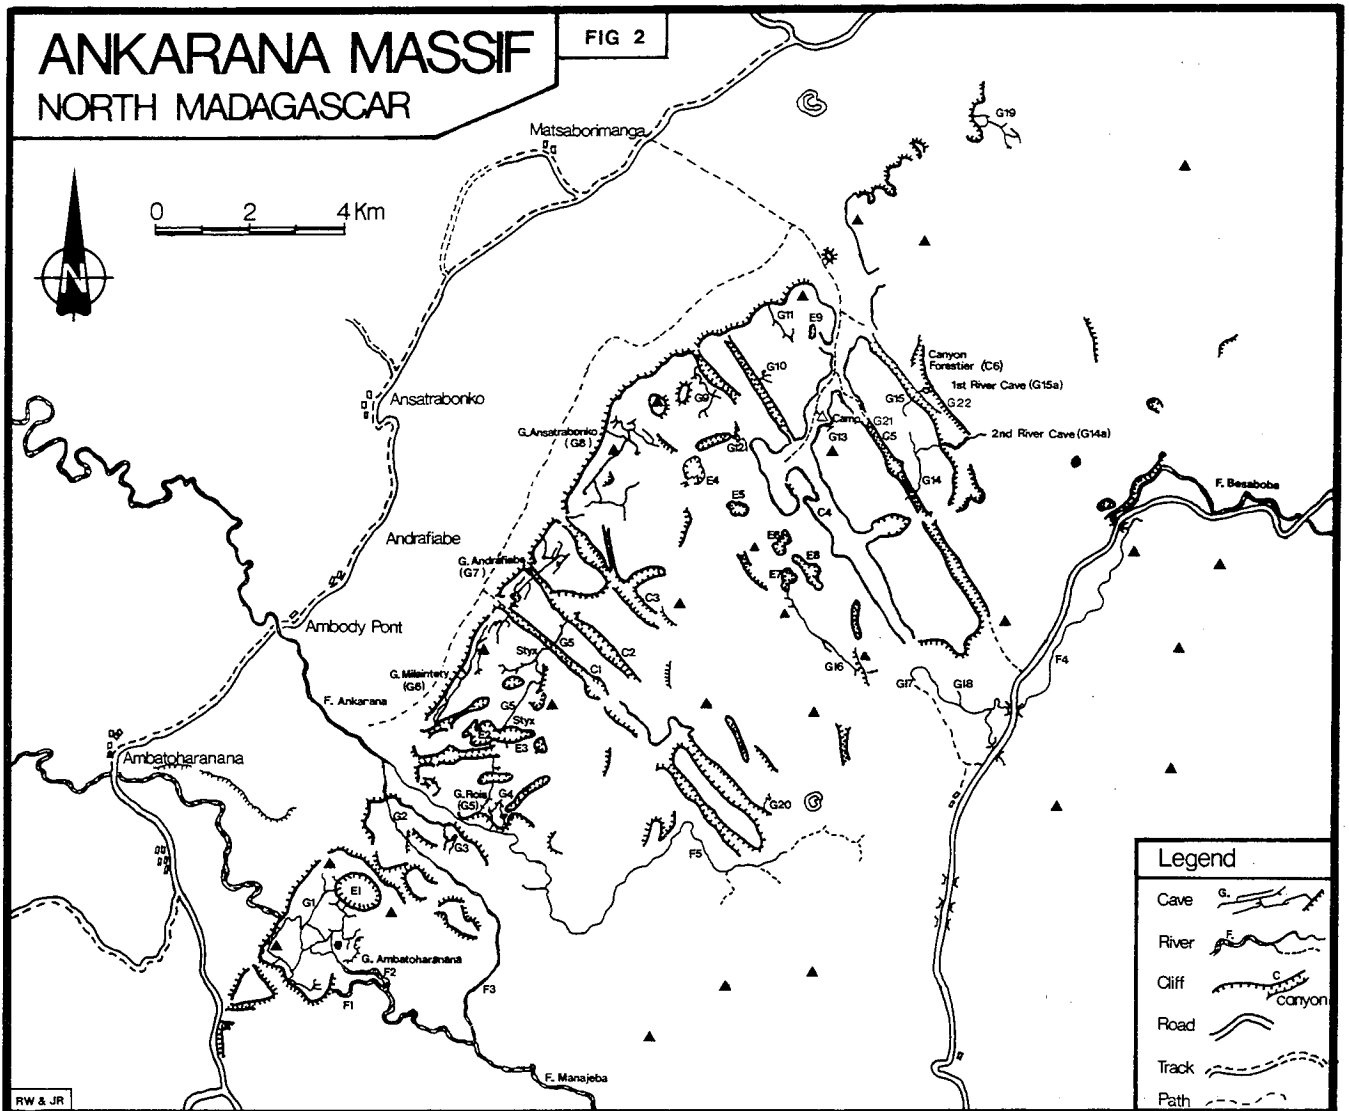 ANKARANA MASSIF
NORTH MADAGASCAR
FIG 2
0 2 4 Km
N
Matsaborimanga
G19
G11
E9
Canyon
Forestier (C6)
1st River Cave (G15a)
G10
G15
G22
Ansatrabonko
G9
Camp
G21
G.Ansatrabonko
(G8)
G12
G13
C5
2nd River Cave (G14a)
E4
G14
F. Besaboba
E5
C4
Andrafiabe
E6
E8
G. Andrafiabe
(G7)
E7
C3
Ambody Pont
G5
Styx
C2
G16
F4
G. Milaintety
(G6)
C1
G17
G18
F. Ankarana
G5
Styx
E2
E3
Ambatoharanana
G. Rois
(G5)
G4
G20
G2
G3
F5
E1
G1
G. Ambatoharanana
F2
F1
F3
F. Manajeba
RW & JR
Legend
Cave
G.
River
F.
Cliff
C
canyon
Road
Track
Path